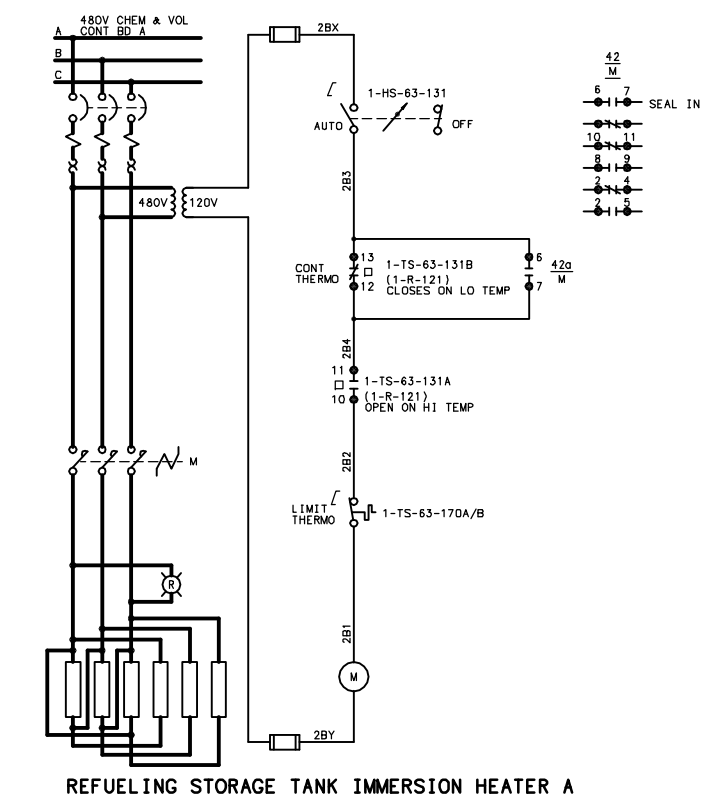 480V CHEM & VOL
CONT BD A
A
B
C
2BX
1-HS-63-131
AUTO
OFF
42
M
6 7 SEAL IN
10 11
8 9
2 4
2 5
480V 120V
2B3
CONT
THERMO
13
12
1-TS-63-131B
(1-R-121)
CLOSES ON LO TEMP
6
7
42a
M
2B4
11
10
1-TS-63-131A
(1-R-121)
OPEN ON HI TEMP
2B2
M
LIMIT
THERMO
1-TS-63-170A/B
R
2B1
M
2BY
REFUELING STORAGE TANK IMMERSION HEATER A